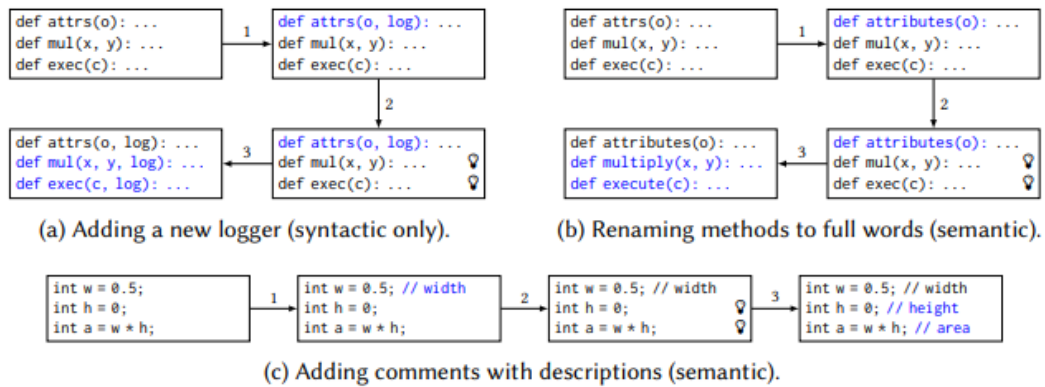 def attrs(o): ...
def mul(x, y): ...
def exec(c): ...
1
def attrs(o, log): ...
def mul(x, y): ...
def exec(c): ...
2
def attrs(o, log): ...
def mul(x, y): ...
def exec(c): ...
3
def attrs(o, log): ...
def mul(x, y, log): ...
def exec(c, log): ...
(a) Adding a new logger (syntactic only).
def attrs(o): ...
def mul(x, y): ...
def exec(c): ...
1
def attributes(o): ...
def mul(x, y): ...
def exec(c): ...
2
def attributes(o): ...
def mul(x, y): ...
def exec(c): ...
3
def attributes(o): ...
def multiply(x, y): ...
def execute(c): ...
(b) Renaming methods to full words (semantic).
int w = 0.5;
int h = 0;
int a = w * h;
1
int w = 0.5; // width
int h = 0;
int a = w * h;
2
int w = 0.5; // width
int h = 0;
int a = w * h;
3
int w = 0.5; // width
int h = 0; // height
int a = w * h; // area
(c) Adding comments with descriptions (semantic).